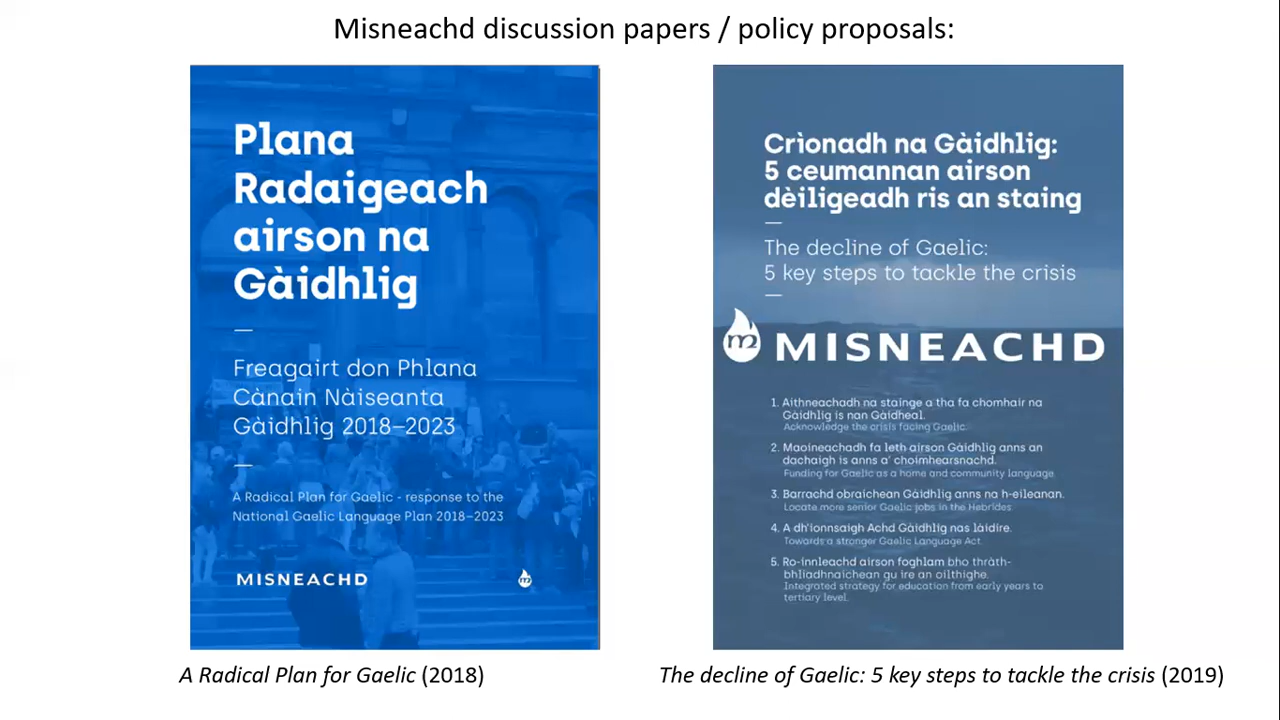 Misneachd discussion papers / policy proposals:
Plana
Radaigeach
airson na
Gàidhlig
Freagairt don Phlana
Cànain Nàiseanta
Gàidhlig 2018–2023
A Radical Plan for Gaelic - response to the
National Gaelic Language Plan 2018–2023
MISNEACHD
m2
A Radical Plan for Gaelic (2018)
Crìonadh na Gàidhlig:
5 ceumannan airson
dèiligeadh ris an staing
The decline of Gaelic:
5 key steps to tackle the crisis
m2 MISNEACHD
1. Aithneachadh na stainge a tha fa chomhair na
Gàidhlig is nan Gàidheal.
Acknowledge the crisis facing Gaelic.
2. Maoineachadh fa leth airson Gàidhlig anns an
dachaigh is anns a' choimhearsnachd.
Funding for Gaelic as a home and community language.
3. Barrachd obraichean Gàidhlig anns na h-eileanan.
Locate more senior Gaelic jobs in the Hebrides.
4. A dh'ionnsaigh Achd Gàidhlig nas làidire.
Towards a stronger Gaelic Language Act.
5. Ro-innleachd airson foghlam bho thràth-
bhliadhnaichean gu ìre an oilthighe.
Integrated strategy for education from early years to
tertiary level.
The decline of Gaelic: 5 key steps to tackle the crisis (2019)